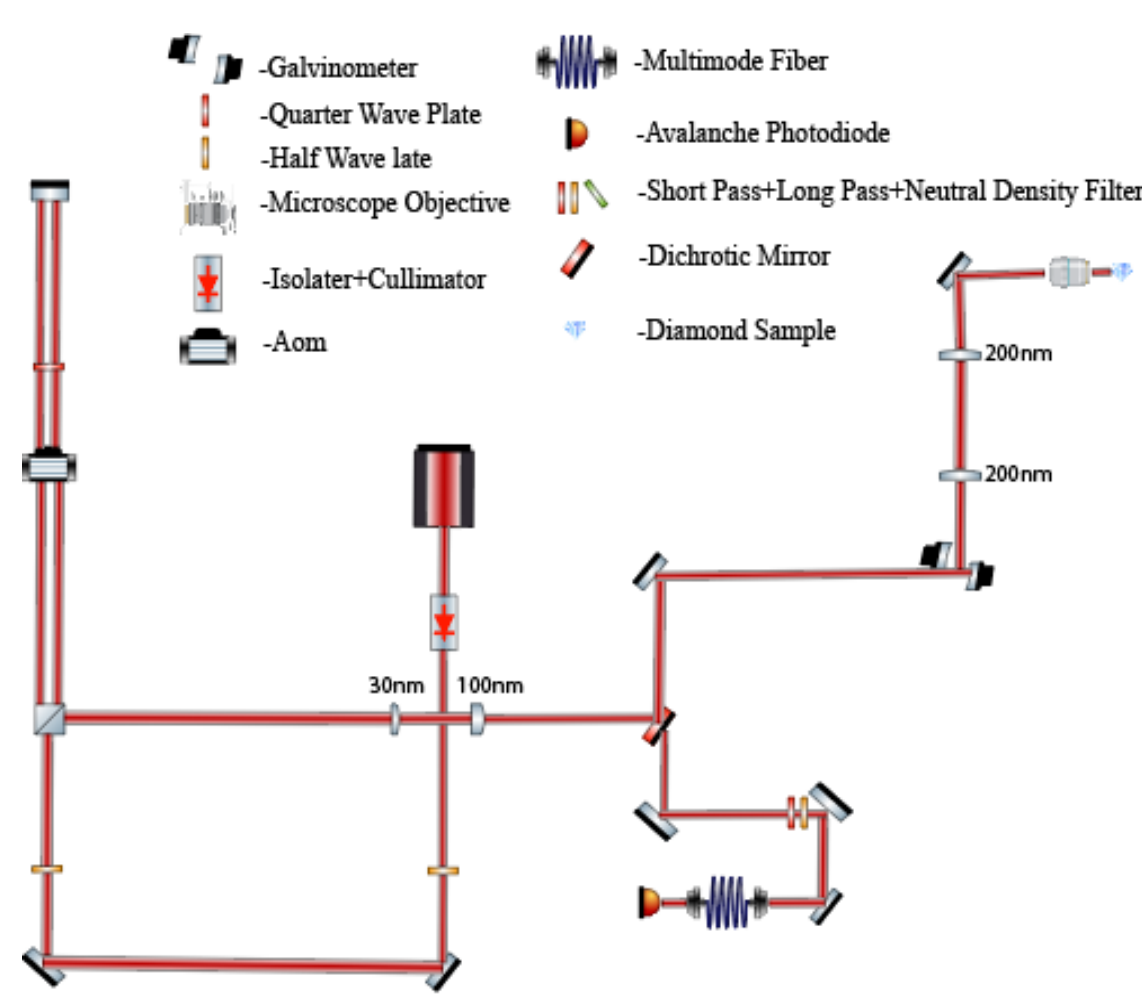 -Galvinometer
-Quarter Wave Plate
-Half Wave late
-Microscope Objective
-Isolater+Cullimator
-Aom
-Multimode Fiber
-Avalanche Photodiode
-Short Pass+Long Pass+Neutral Density Filter
-Dichrotic Mirror
-Diamond Sample
200nm
200nm
30nm
100nm